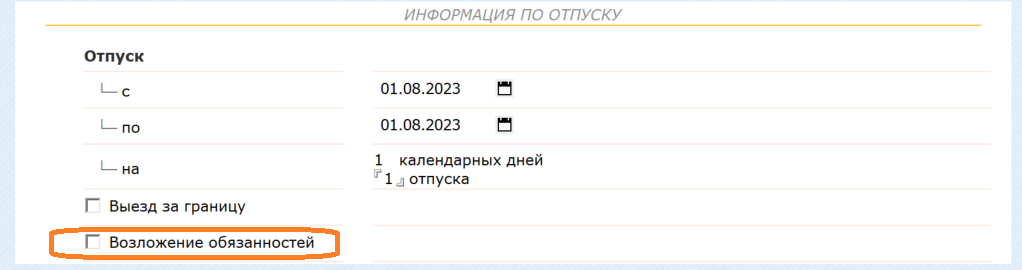 ИНФОРМАЦИЯ ПО ОТПУСКУ
Отпуск
с 01.08.2023
по 01.08.2023
на 1 календарных дней
1 отпуска
Выезд за границу
Возложение обязанностей